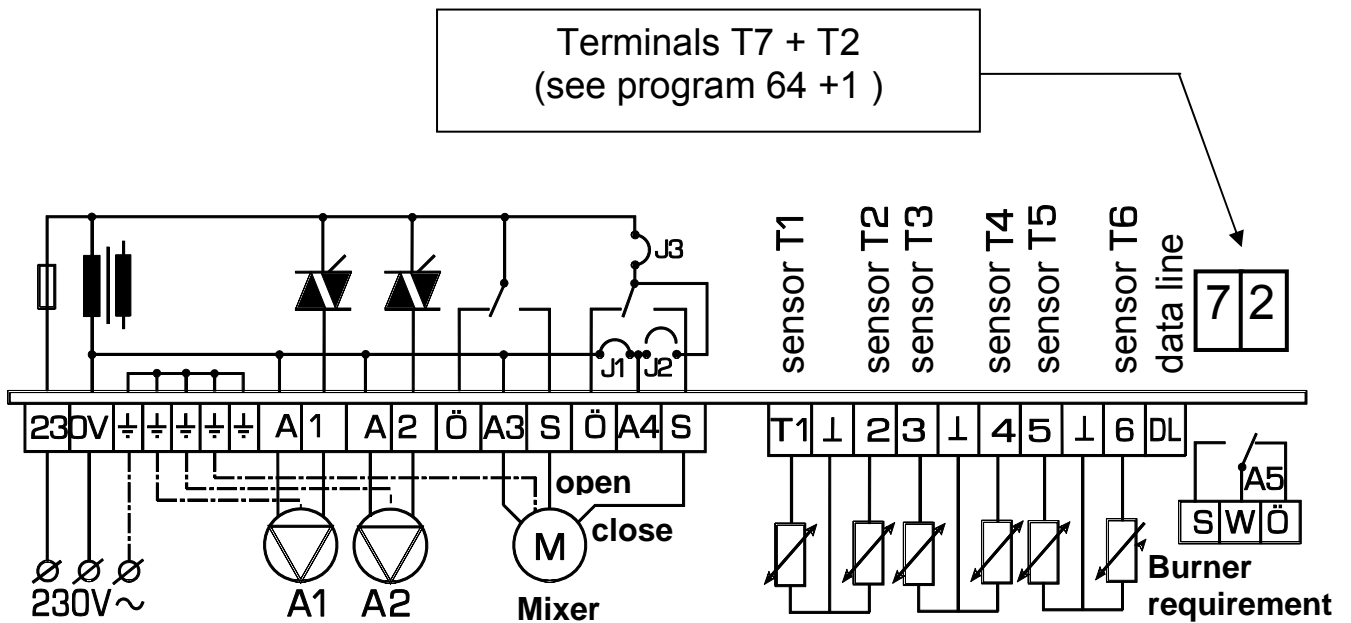 Terminals T7 + T2
(see program 64 +1 )
sensor T1
sensor T2
sensor T3
sensor T4
sensor T5
sensor T6
data line
7 2
J3
J1 J2
230V A 1 A 2 Ö A3 S Ö A4 S
T1 ⊥ 2 3 ⊥ 4 5 ⊥ 6 DL
A5
S W Ö
open
close
M
230V~
A1
A2
Mixer
Burner
requirement